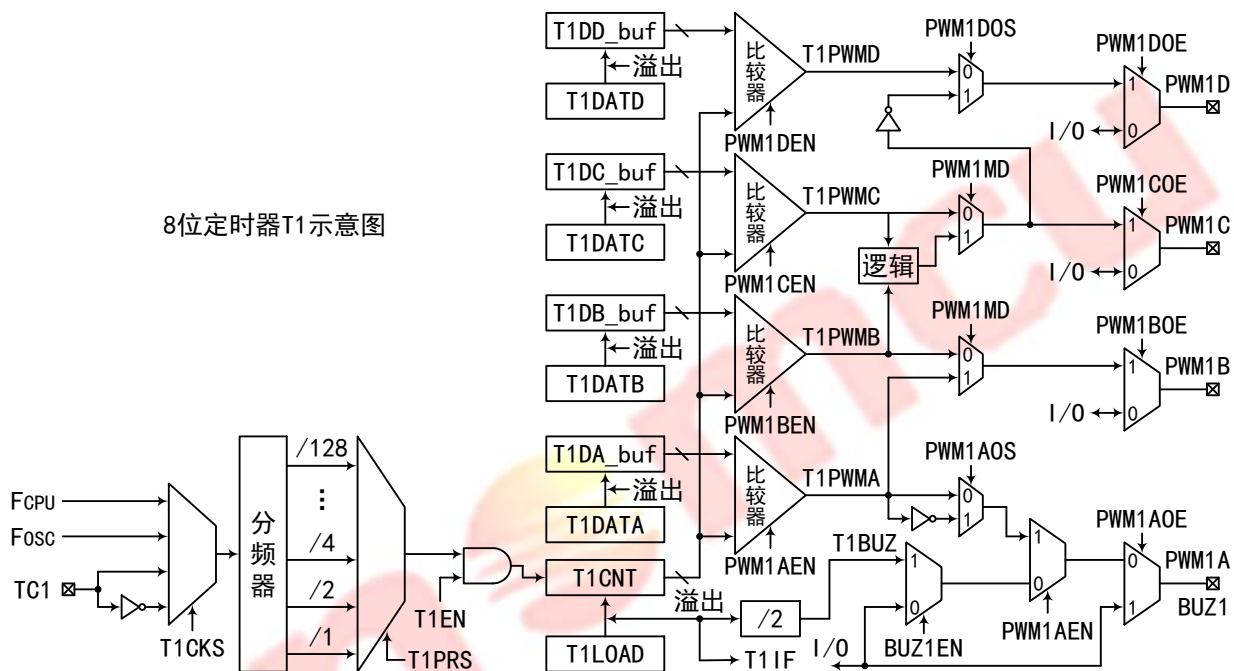 T1DD_buf
溢出
T1DATD
比较器
T1PWMD
PWM1DEN
PWM1DOS
0
1
PWM1DOE
1
0
PWM1D
I/O
8位定时器T1示意图
T1DC_buf
溢出
T1DATC
比较器
T1PWMC
PWM1CEN
逻辑
PWM1MD
0
1
PWM1COE
1
0
PWM1C
I/O
T1DB_buf
溢出
T1DATB
比较器
T1PWMB
PWM1BEN
PWM1MD
0
1
PWM1BOE
1
0
PWM1B
I/O
T1DA_buf
溢出
T1DATA
比较器
T1PWMA
PWM1AEN
PWM1AOS
0
1
FCPU
FOSC
TC1
T1CKS
分频器
/128
⋮
/4
/2
/1
T1PRS
T1EN
T1CNT
溢出
T1LOAD
/2
T1IF
T1BUZ
1
0
BUZ1EN
I/O
1
0
PWM1AEN
PWM1AOE
0
1
PWM1A
BUZ1
mcu